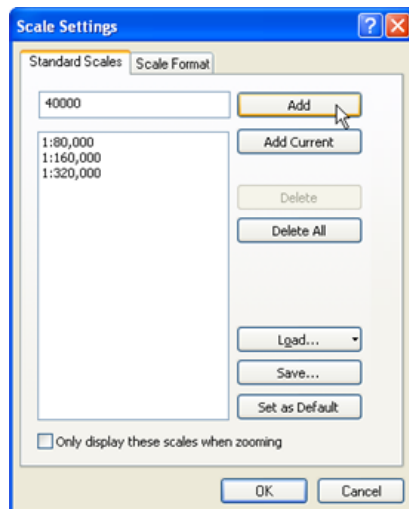 Scale Settings
Standard Scales
Scale Format
40000
Add
1:80,000
1:160,000
1:320,000
Add Current
Delete
Delete All
Load...
Save...
Set as Default
Only display these scales when zooming
OK
Cancel